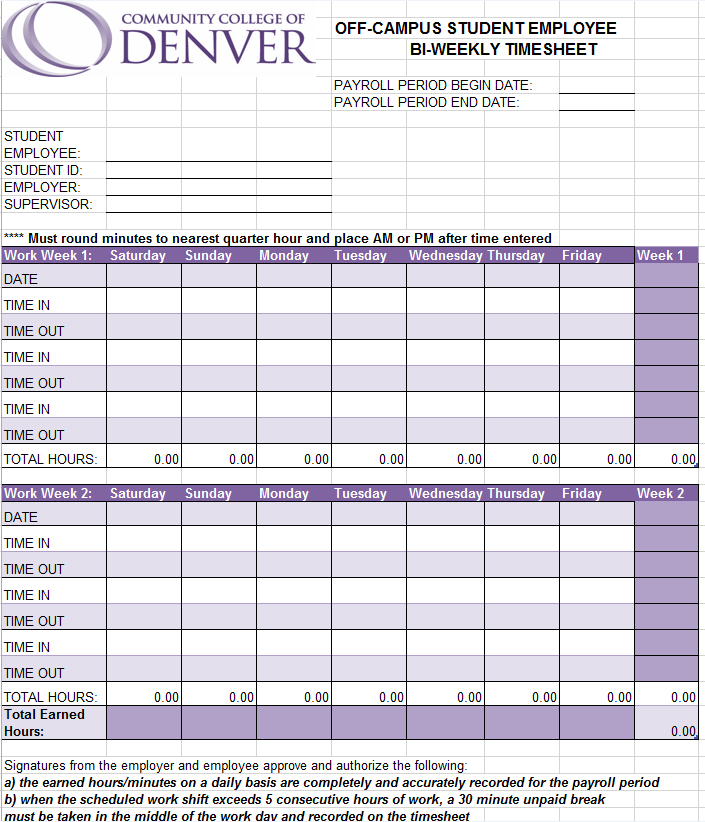 COMMUNITY COLLEGE OF
DENVER
OFF-CAMPUS STUDENT EMPLOYEE
BI-WEEKLY TIMESHEET
PAYROLL PERIOD BEGIN DATE:
PAYROLL PERIOD END DATE:
STUDENT
EMPLOYEE:
STUDENT ID:
EMPLOYER:
SUPERVISOR:
**** Must round minutes to nearest quarter hour and place AM or PM after time entered
Work Week 1: Saturday Sunday Monday Tuesday Wednesday Thursday Friday Week 1
DATE
TIME IN
TIME OUT
TIME IN
TIME OUT
TIME IN
TIME OUT
TOTAL HOURS: 0.00 0.00 0.00 0.00 0.00 0.00 0.00 0.00
Work Week 2: Saturday Sunday Monday Tuesday Wednesday Thursday Friday Week 2
DATE
TIME IN
TIME OUT
TIME IN
TIME OUT
TIME IN
TIME OUT
TOTAL HOURS: 0.00 0.00 0.00 0.00 0.00 0.00 0.00 0.00
Total Earned
Hours: 0.00
Signatures from the employer and employee approve and authorize the following:
a) the earned hours/minutes on a daily basis are completely and accurately recorded for the payroll period
b) when the scheduled work shift exceeds 5 consecutive hours of work, a 30 minute unpaid break
must be taken in the middle of the work day and recorded on the timesheet